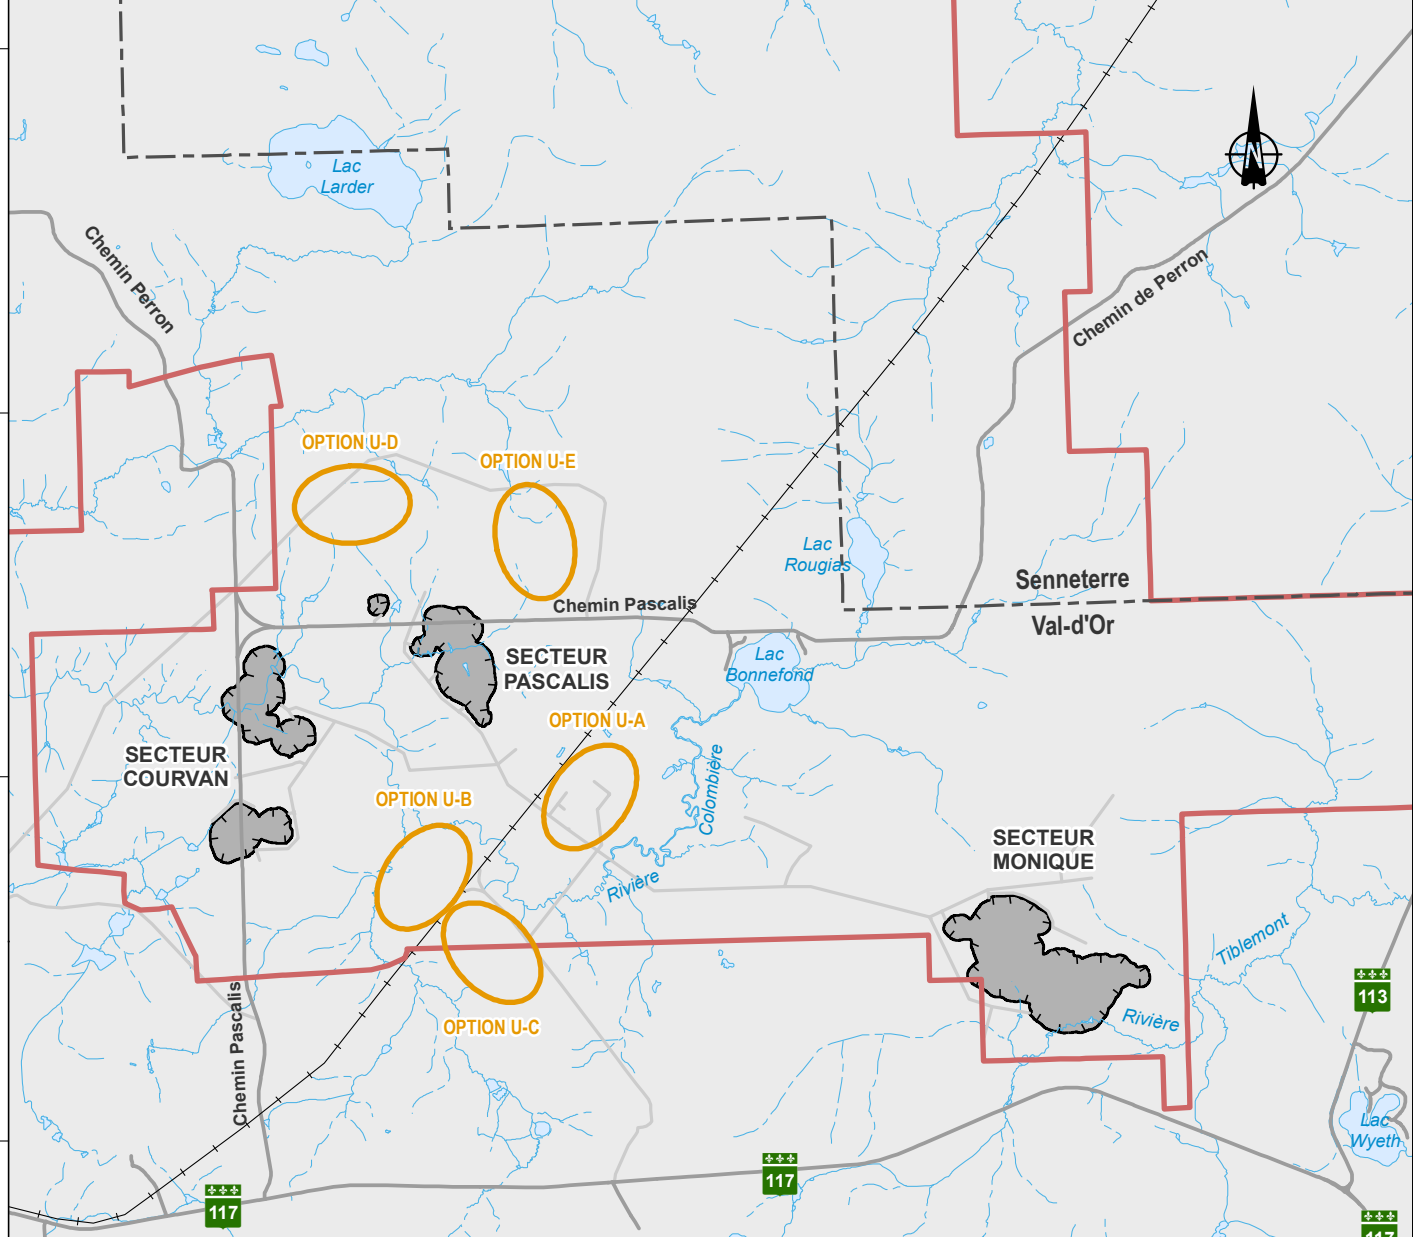 Lac
Larder
N
Chemin Perron
Chemin de Perron
OPTION U-D
OPTION U-E
Lac
Rougias
Senneterre
Val-d'Or
Chemin Pascalis
SECTEUR
PASCALIS
Lac
Bonnefond
OPTION U-A
SECTEUR
COURVAN
Colombière
OPTION U-B
SECTEUR
MONIQUE
Rivière
Tiblemont
113
Rivière
OPTION U-C
Chemin Pascalis
Lac
Wyeth
117
117
117